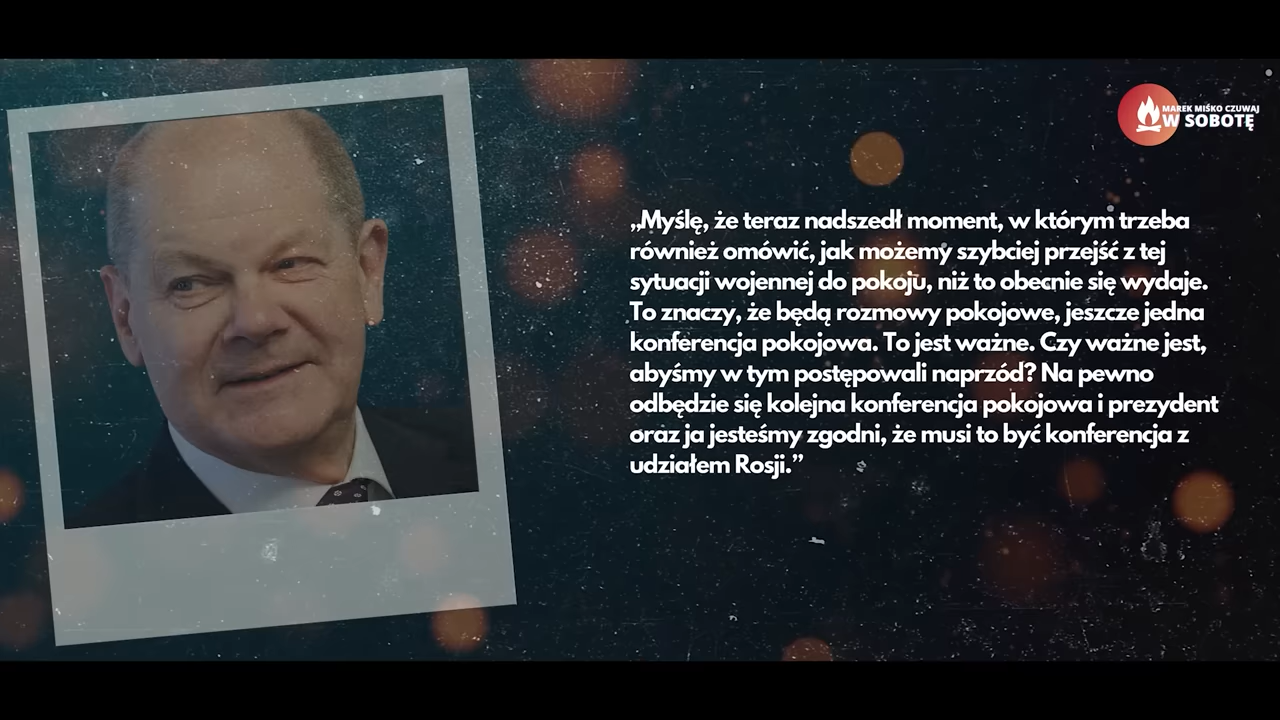 MAREK MIŚKO CZUWAJ
W SOBOTĘ
„Myślę, że teraz nadszedł moment, w którym trzeba
również omówić, jak możemy szybciej przejść z tej
sytuacji wojennej do pokoju, niż to obecnie się wydaje.
To znaczy, że będą rozmowy pokojowe, jeszcze jedna
konferencja pokojowa. To jest ważne. Czy ważne jest,
abyśmy w tym postępowali naprzód? Na pewno
odbędzie się kolejna konferencja pokojowa i prezydent
oraz ja jesteśmy zgodni, że musi to być konferencja z
udziałem Rosji.”